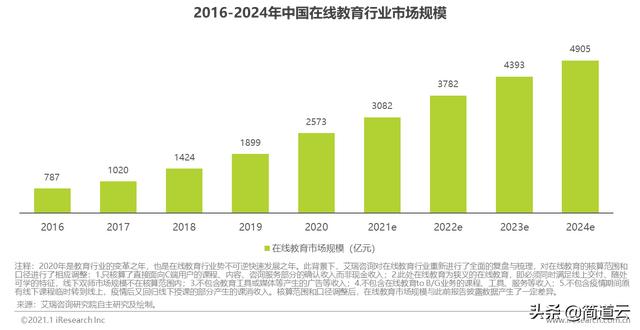 2016-2024年中国在线教育行业市场规模
787
1020
1424
1899
2573
3082
3782
4393
4905
2016
2017
2018
2019
2020
2021e
2022e
2023e
2024e
在线教育市场规模（亿元）
注释：2020年是教育行业的变革之年，也是在线教育行业势不可逆快速发展之年。此背景下，艾瑞咨询对在线教育行业重新进行了全面的复盘与梳理，对在线教育的核算范围和
口径进行了相应调整：1.只核算了直接面向C端用户的课程、内容、咨询服务部分的确认收入而非现金收入；2.此处在线教育为狭义的在线教育，即必须同时满足线上交付、随处
可学的特征，线下双师市场规模不在核算范围内；3.不包含教育工具或媒体等产生的广告等收入；4.不包含在线教育to B/G业务的课程、工具、服务等收入；5.不包含疫情期间原
有线下课程临时转到线上、疫情后又回归线下授课的部分产生的课消收入。核算范围和口径调整后，在线教育市场规模与此前报告披露数据产生了一定差异。
来源：艾瑞咨询研究院自主研究及绘制。
©2021.1 iResearch Inc
头条 @简道云